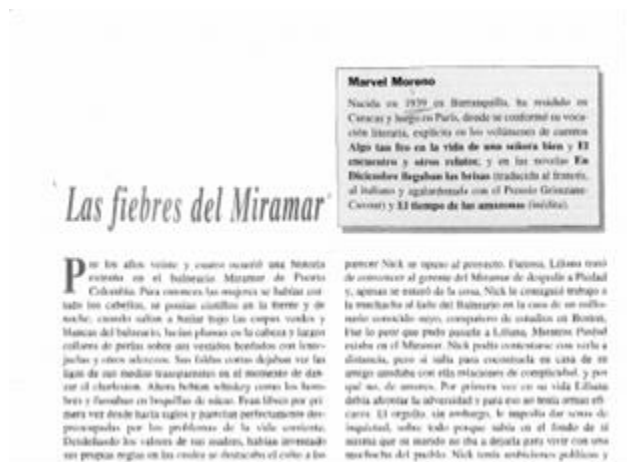 Marvel Moreno
Nacida en 1939 en Barranquilla, ha residido en
Caracas y luego en París, donde se conformó su voca-
ción literaria, explícita en los volúmenes de cuentos
Algo tan feo en la vida de una señora bien y El
encuentro y otros relatos; y en las novelas En
Diciembre llegaban las brisas (traducida al francés,
al italiano y agalardonada con el Premio Grinzane-
Cavour) y El tiempo de las amazonas (inédita).
Las fiebres del Miramar
Por los años veinte y cuatro ocurrió una historia
extraña en el balneario Miramar de Puerto
Colombia. Para entonces las mujeres se habían cor-
tado los cabellos, se ponían cintillos en la frente y de
noche, cuando salían a bailar bajo las carpas verdes y
blancas del balneario, lucían plumas en la cabeza y largos
collares de perlas sobre sus vestidos bordados con lente-
juelas y otros aderezos. Sus faldas cortas dejaban ver las
ligas de sus medias transparentes en el momento de dan-
zar el charleston. Ahora bebían whiskey como los hom-
bres y fumaban en boquillas de nácar. Eran libres por pri-
mera vez desde hacía siglos y parecían perfectamente des-
preocupadas por los problemas de la vida corriente.
Desdeñando los valores de sus madres, habían inventado
sus propias reglas en las cuales se destacaba el culto a los
parecer Nick se opuso al proyecto. Furiosa, Liliana trató
de convencer al gerente del Miramar de despedir a Piedad
y, apenas se enteró de la cosa, Nick le consiguió trabajo a
la muchacha al lado del Balneario en la casa de un millo-
nario conocido suyo, compañero de estudios en Boston.
Fue lo peor que pudo pasarle a Liliana. Mientras Piedad
estaba en el Miramar, Nick podía contentarse con verla a
distancia, pero si salía para encontrarla en casa de su
amigo anudaba con ella relaciones de complicidad, y por
qué no, de amores. Por primera vez en su vida Liliana
debía afrontar la adversidad y para eso no tenía armas efi-
caces. El orgullo, sin embargo, le impedía dar señas de
inquietud, sobre todo porque sabía en el fondo de sí
misma que su marido no iba a dejarla para vivir con una
muchacha del pueblo. Nick tenía ambiciones políticas y